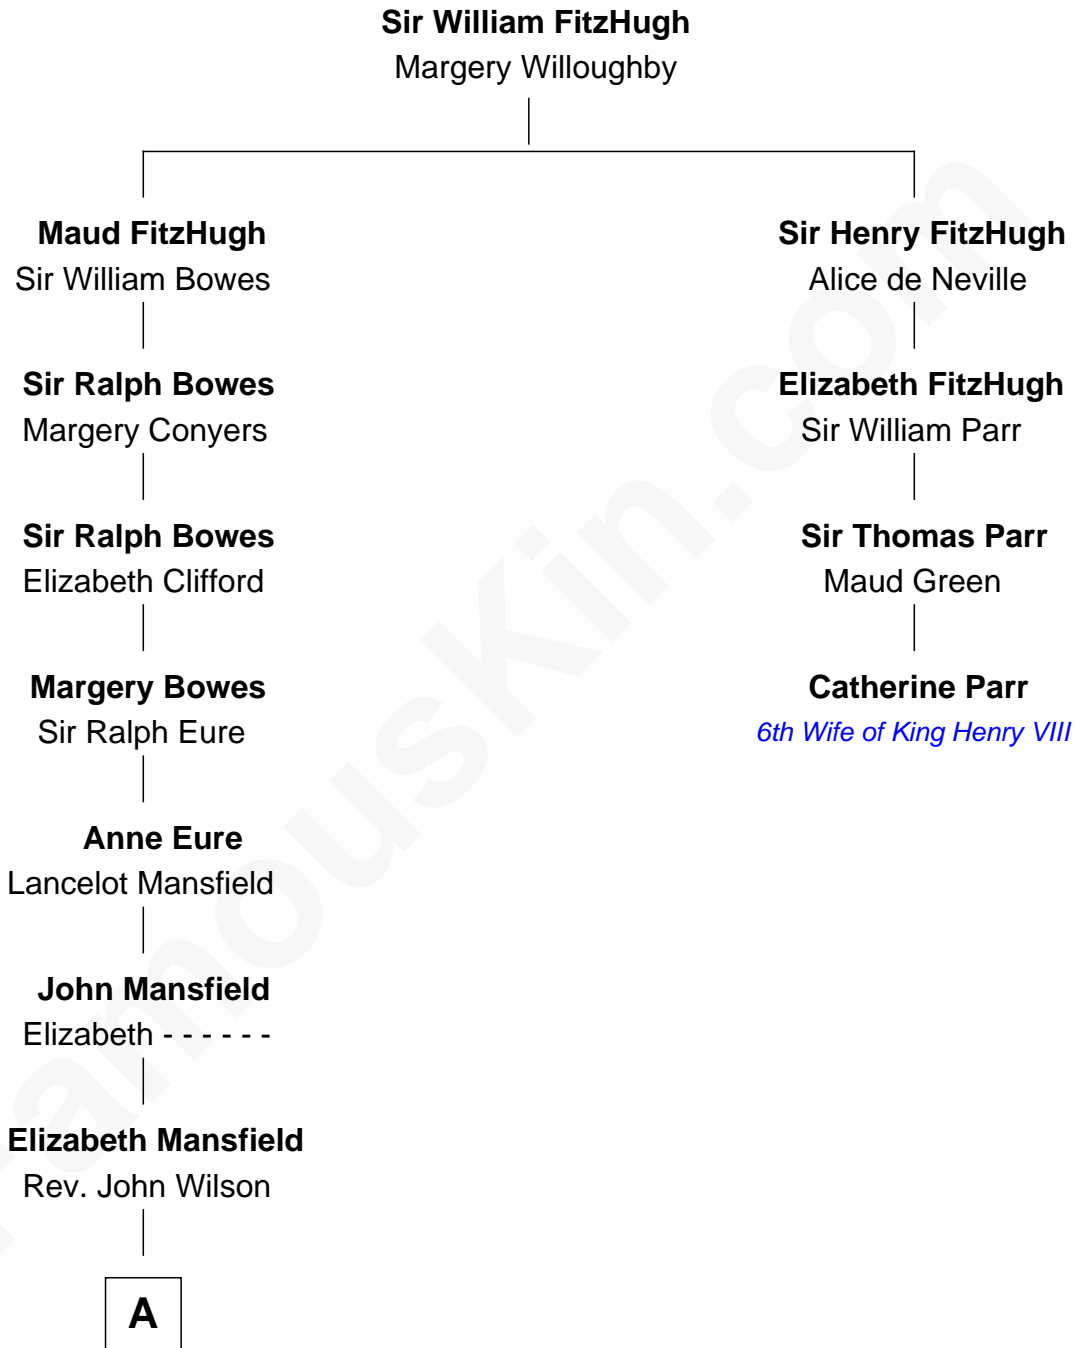 Sir William FitzHugh
Margery Willoughby
Maud FitzHugh
Sir William Bowes
Sir Henry FitzHugh
Alice de Neville
Sir Ralph Bowes
Margery Conyers
Elizabeth FitzHugh
Sir William Parr
Sir Ralph Bowes
Elizabeth Clifford
Sir Thomas Parr
Maud Green
Margery Bowes
Sir Ralph Eure
Catherine Parr
6th Wife of King Henry VIII
Anne Eure
Lancelot Mansfield
John Mansfield
Elizabeth - - - - - -
Elizabeth Mansfield
Rev. John Wilson
A
FamousKin.com